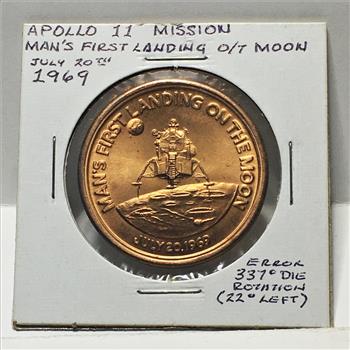 APOLLO 11 MISSION
MAN'S FIRST LANDING O/T MOON
JULY 20TH
1969
MAN'S FIRST LANDING ON THE MOON
JULY 20, 1969
ERROR
337° DIE
ROTATION
(22° LEFT)